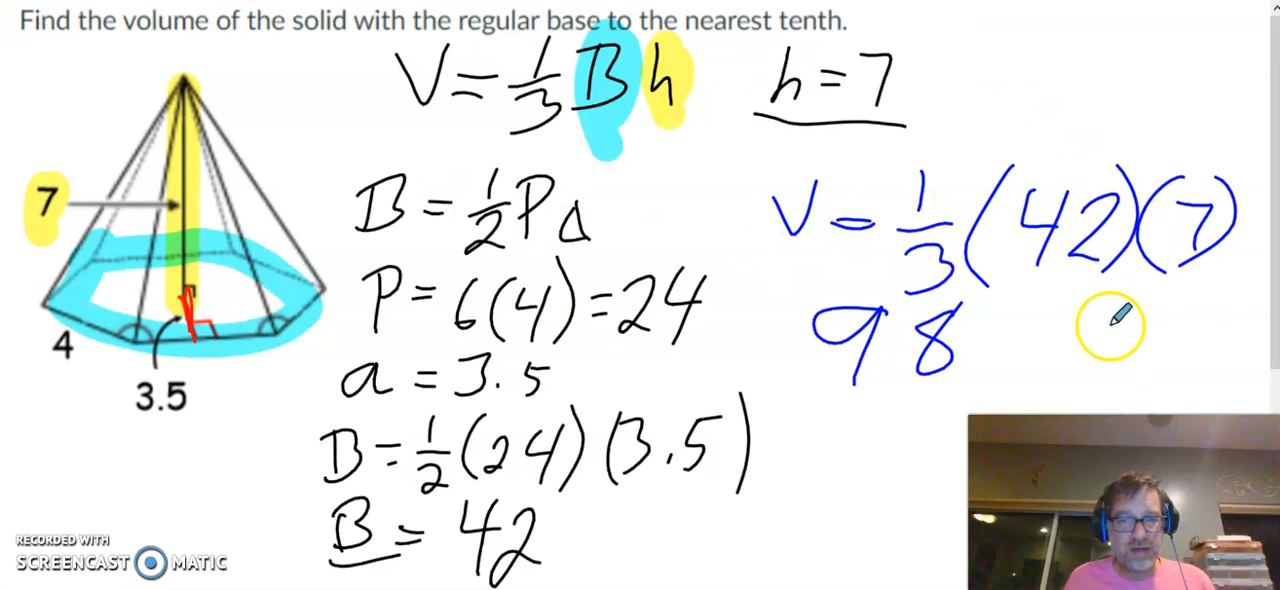 Find the volume of the solid with the regular base to the nearest tenth.
V = 1/3 B h
h = 7
7
4
3.5
B = 1/2 P a
P = 6(4) = 24
a = 3.5
B = 1/2 (24)(3.5)
B = 42
V = 1/3 (42)(7)
98
RECORDED WITH
SCREENCAST MATIC